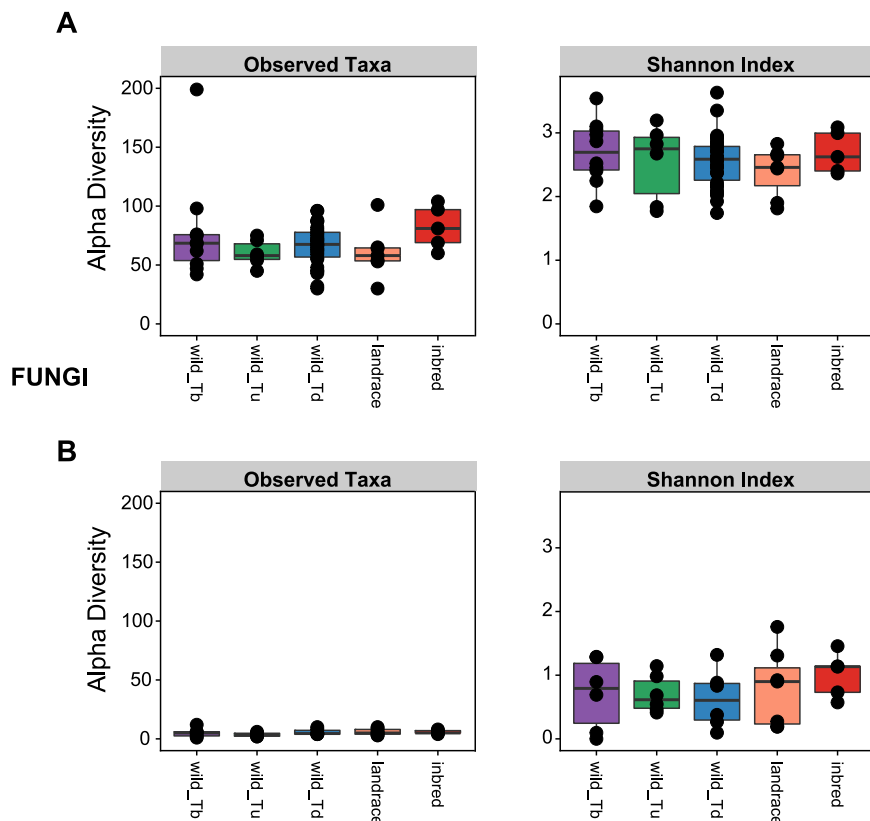 A
Observed Taxa
Shannon Index
Alpha Diversity
200
150
100
50
0
3
2
1
0
wild_Tb
wild_Tu
wild_Td
landrace
inbred
wild_Tb
wild_Tu
wild_Td
landrace
inbred
FUNGI
B
Observed Taxa
Shannon Index
Alpha Diversity
200
150
100
50
0
3
2
1
0
wild_Tb
wild_Tu
wild_Td
landrace
inbred
wild_Tb
wild_Tu
wild_Td
landrace
inbred